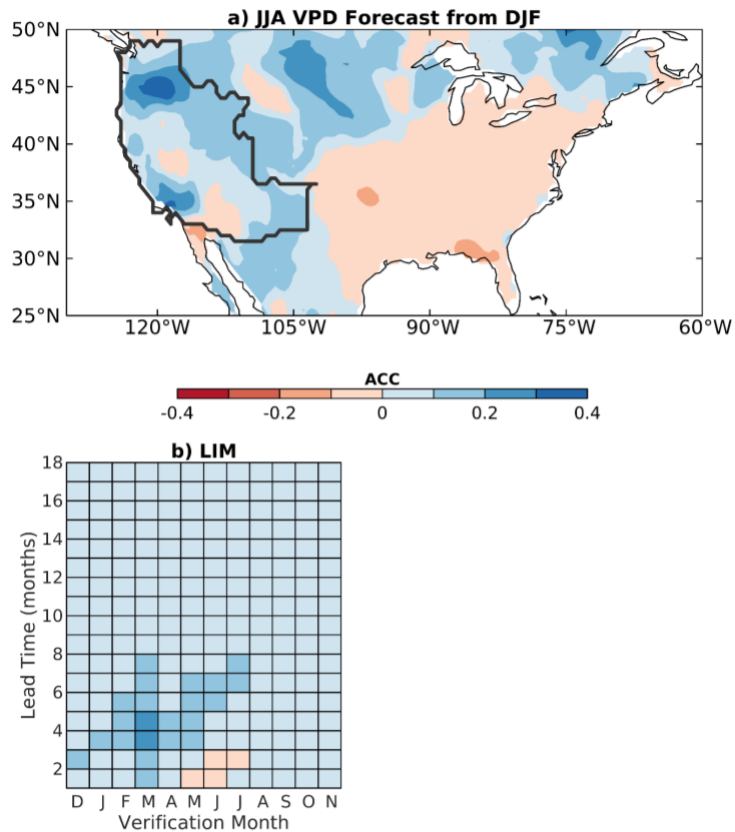 a) JJA VPD Forecast from DJF
50°N
45°N
40°N
35°N
30°N
25°N
120°W 105°W 90°W 75°W 60°W
ACC
-0.4 -0.2 0 0.2 0.4
b) LIM
18
16
14
12
10
8
6
4
2
Lead Time (months)
D J F M A M J J A S O N
Verification Month